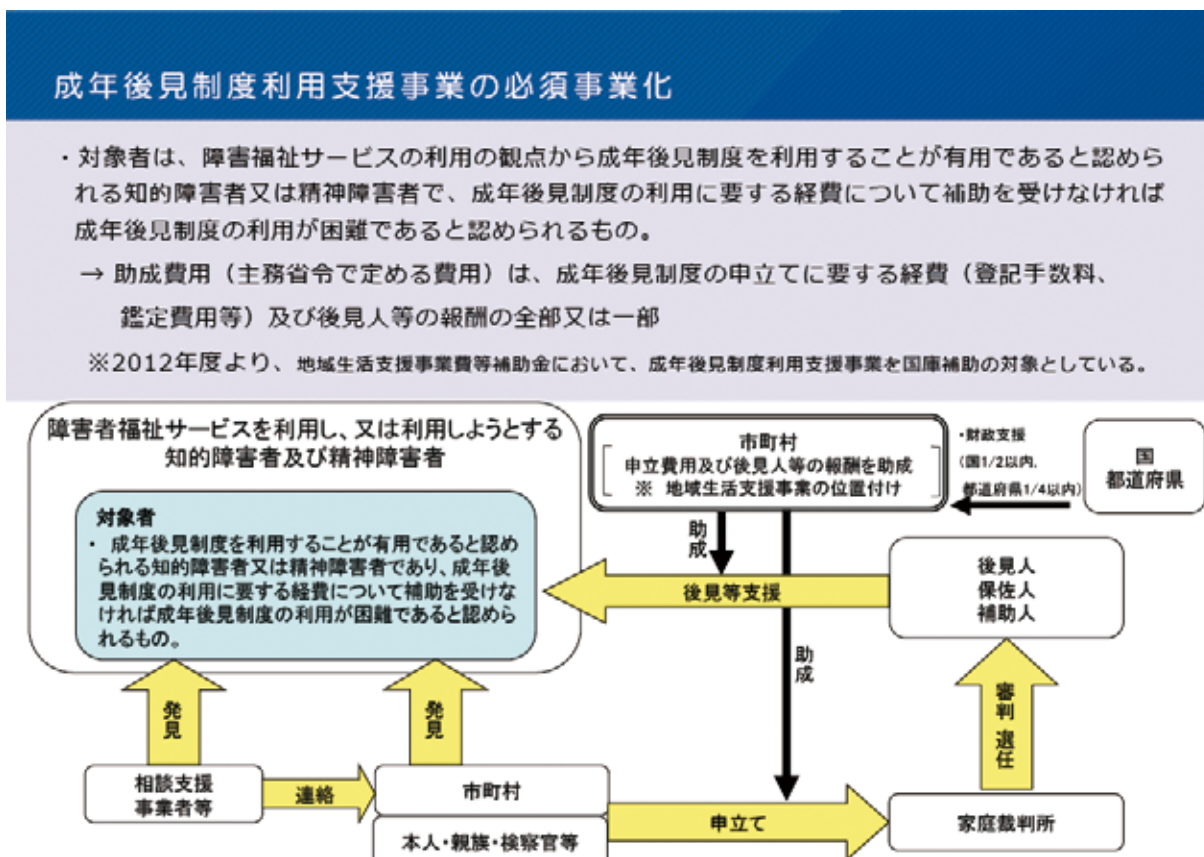 成年後見制度利用支援事業の必須事業化
・対象者は、障害福祉サービスの利用の観点から成年後見制度を利用することが有用であると認めら
れる知的障害者又は精神障害者で、成年後見制度の利用に要する経費について補助を受けなければ
成年後見制度の利用が困難であると認められるもの。
→ 助成費用（主務省令で定める費用）は、成年後見制度の申立てに要する経費（登記手数料、
鑑定費用等）及び後見人等の報酬の全部又は一部
※2012年度より、地域生活支援事業費等補助金において、成年後見制度利用支援事業を国庫補助の対象としている。
障害者福祉サービスを利用し、又は利用しようとする
知的障害者及び精神障害者
対象者
・ 成年後見制度を利用することが有用であると認め
られる知的障害者又は精神障害者であり、成年後
見制度の利用に要する経費について補助を受けな
ければ成年後見制度の利用が困難であると認めら
れるもの。
市町村
申立費用及び後見人等の報酬を助成
※ 地域生活支援事業の位置付け
・財政支援
(国1/2以内、
都道府県1/4以内)
国
都道府県
助成
後見等支援
後見人
保佐人
補助人
助成
発見
発見
審判 選任
相談支援
事業者等
連絡
市町村
本人・親族・検察官等
申立て
家庭裁判所